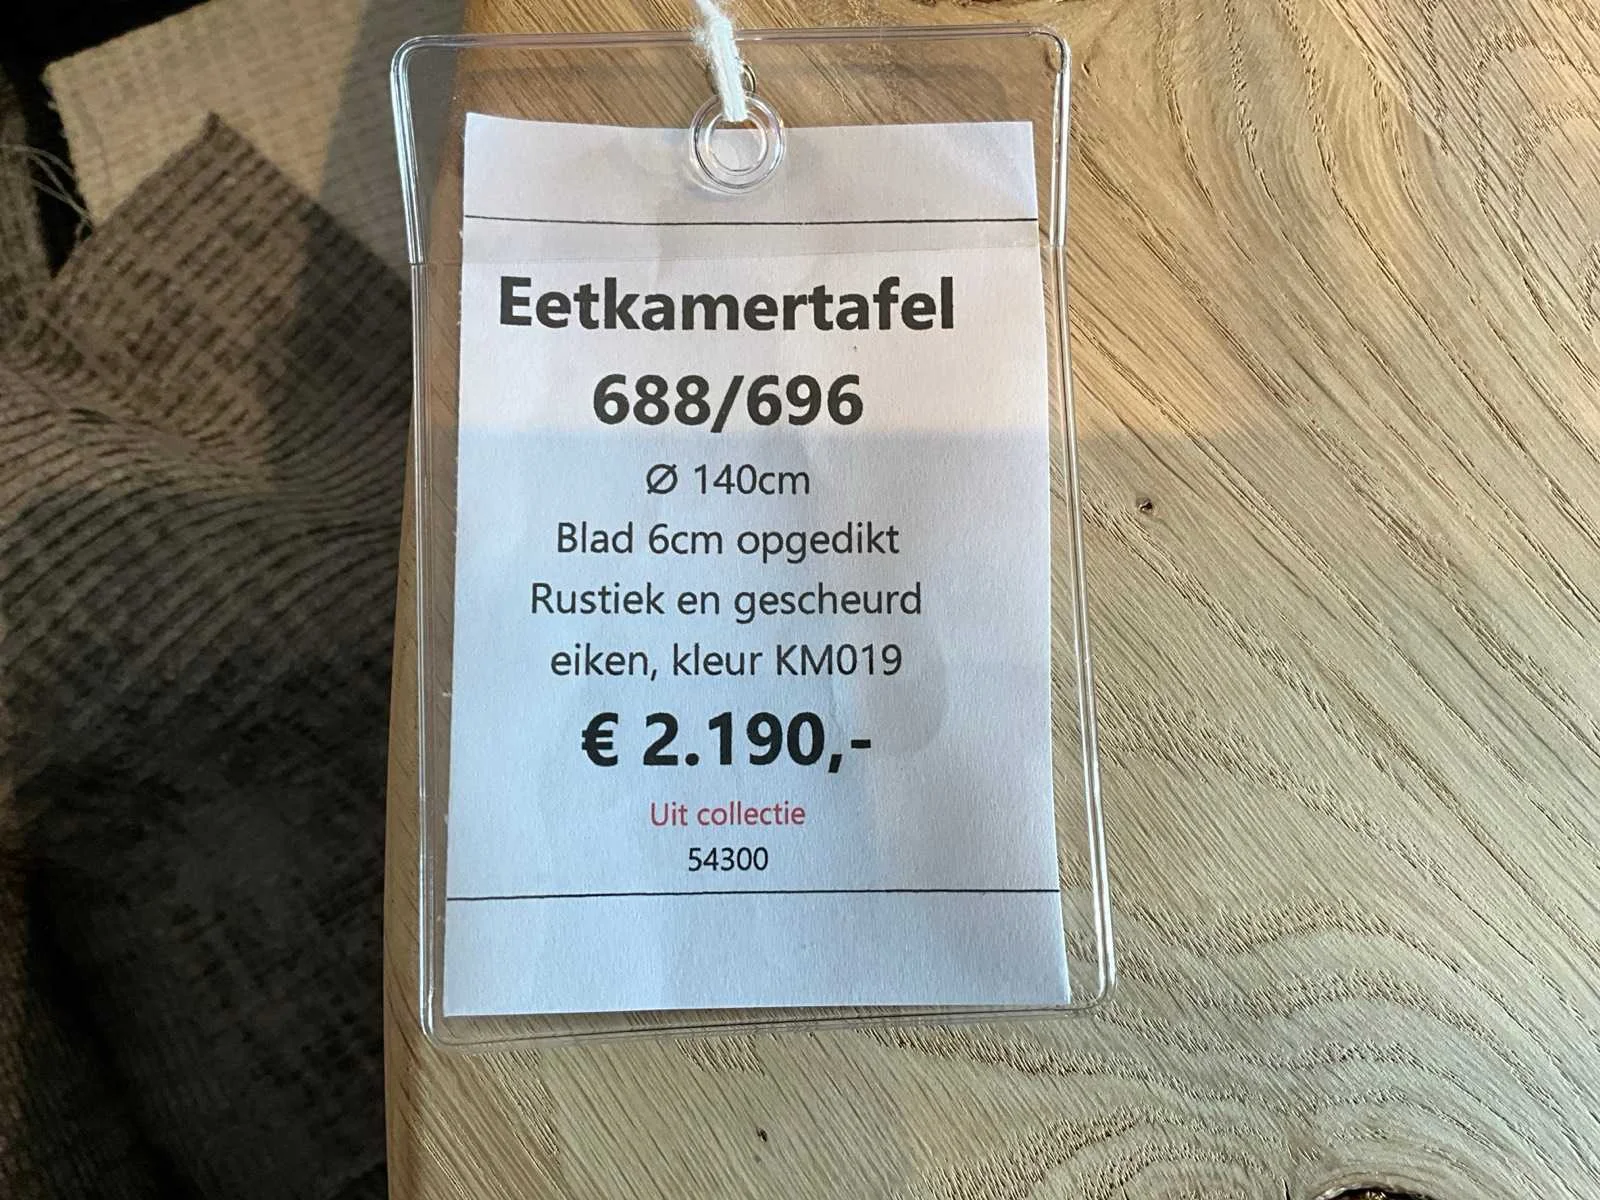 Eetkamertafel
688/696
Ø 140cm
Blad 6cm opgedikt
Rustiek en gescheurd
eiken, kleur KM019
€ 2.190,-
Uit collectie
54300